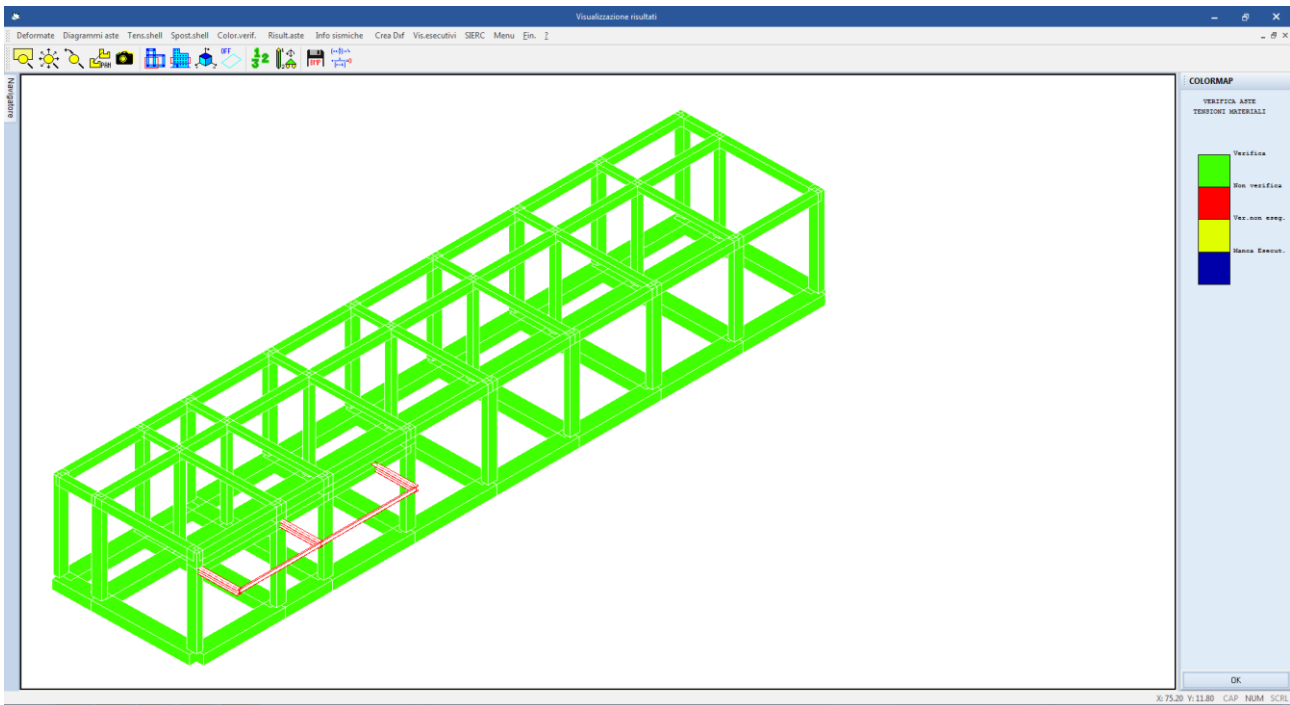 Visualizzazione risultati
Deformate Diagrammi aste Tens.shell Spost.shell Color.verif. Risult.aste Info sismiche Crea Dxf Vis.esecutivi SIERC Menu Fin. ?
PAN
OFF
Navigatore
COLORMAP
VERIFICA ASTE
TENSIONI MATERIALI
Verifica
Non verifica
Ver.non eseg.
Manca Esecut.
OK
X: 75.20 Y: 11.80 CAP NUM SCRL